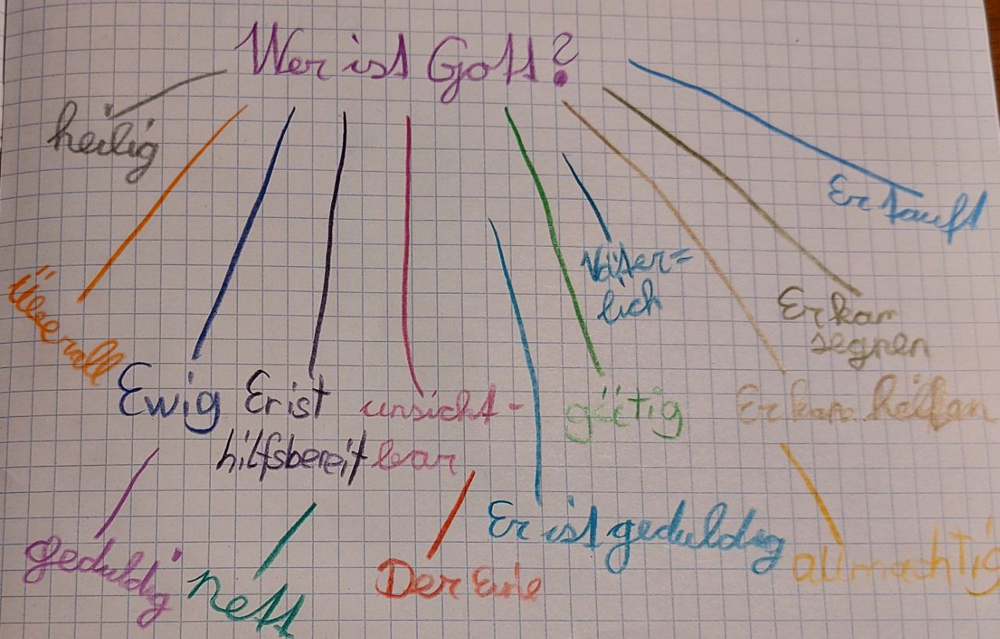 Wer ist Gott?
heilig
Er tauft
Väter=
lich
Überall
Er kan
segnen
Ewig
Er ist
hilfsbereit
unsicht-
bar
gütig
Er kann helfen
Er ist geduldig
geduldig
nett
Der Eine
allmächtig